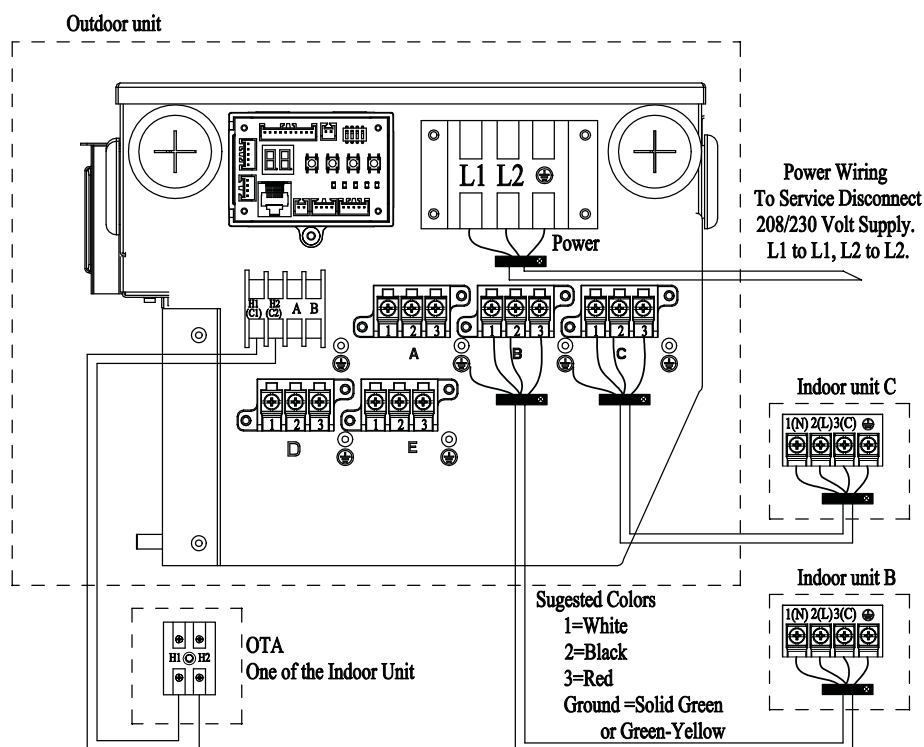 Outdoor unit
88
L1 L2
Power
Power Wiring
To Service Disconnect
208/230 Volt Supply.
L1 to L1, L2 to L2.
H1 H2 A B
(C1) (C2)
1 2 3
A
1 2 3
B
1 2 3
C
1 2 3
D
1 2 3
E
Indoor unit C
1(N) 2(L) 3(C)
Indoor unit B
1(N) 2(L) 3(C)
OTA
One of the Indoor Unit
H1 H2
Sugested Colors
1=White
2=Black
3=Red
Ground =Solid Green
or Green-Yellow